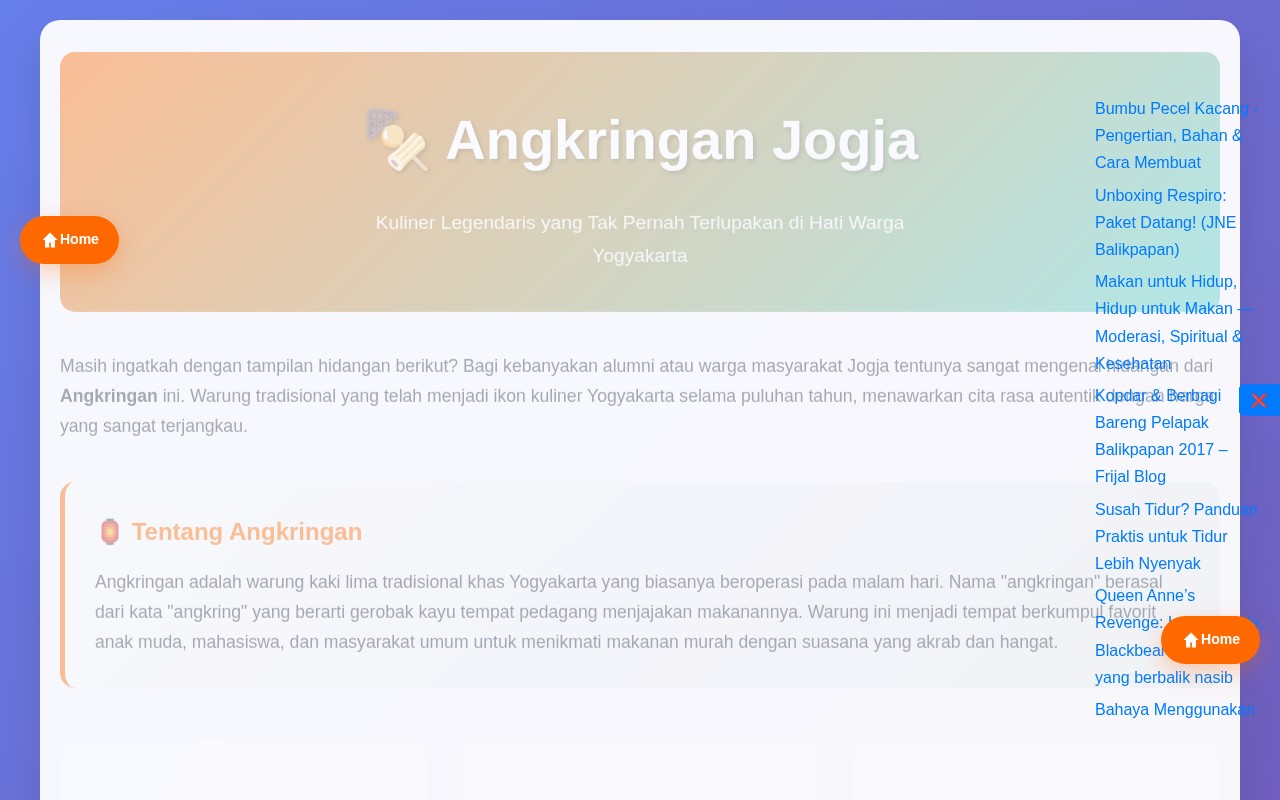 Angkringan Jogja
Kuliner Legendaris yang Tak Pernah Terlupakan di Hati Warga
Yogyakarta
Home
Masih ingatkah dengan tampilan hidangan berikut? Bagi kebanyakan alumni atau warga masyarakat Jogja tentunya sangat mengenal hidangan dari
Angkringan ini. Warung tradisional yang telah menjadi ikon kuliner Yogyakarta selama puluhan tahun, menawarkan cita rasa autentik dengan harga
yang sangat terjangkau.
Tentang Angkringan
Angkringan adalah warung kaki lima tradisional khas Yogyakarta yang biasanya beroperasi pada malam hari. Nama "angkringan" berasal
dari kata "angkring" yang berarti gerobak kayu tempat pedagang menjajakan makanannya. Warung ini menjadi tempat berkumpul favorit
anak muda, mahasiswa, dan masyarakat umum untuk menikmati makanan murah dengan suasana yang akrab dan hangat.
Bumbu Pecel Kacang –
Pengertian, Bahan &
Cara Membuat
Unboxing Respiro:
Paket Datang! (JNE
Balikpapan)
Makan untuk Hidup,
Hidup untuk Makan —
Moderasi, Spiritual &
Kesehatan
Kopdar & Berbagi
Bareng Pelapak
Balikpapan 2017 –
Frijal Blog
Susah Tidur? Panduan
Praktis untuk Tidur
Lebih Nyenyak
Queen Anne's
Revenge:
yang berbalik nasib
Bahaya Menggunakan
Home